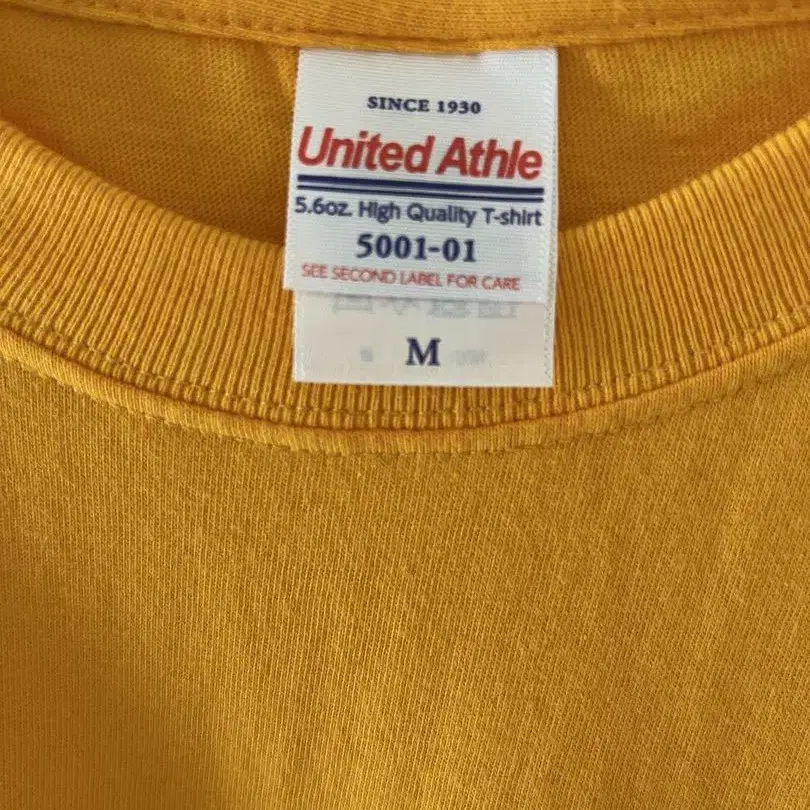 SINCE 1930
United Athle
5.6oz. High Quality T-shirt
5001-01
SEE SECOND LABEL FOR CARE
M